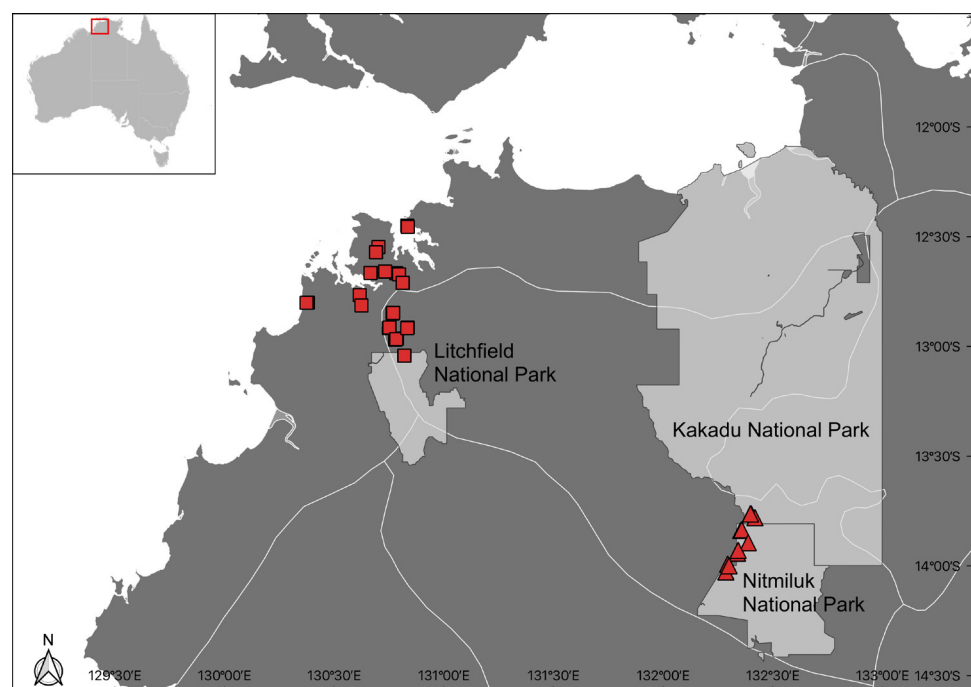 12°00'S
12°30'S
13°00'S
Litchfield
National Park
Kakadu National Park
13°30'S
14°00'S
Nitmiluk
National Park
N
129°30'E
130°00'E
130°30'E
131°00'E
131°30'E
132°00'E
132°30'E
133°00'E
14°30'S